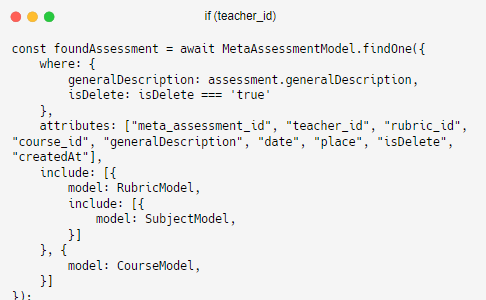 if (teacher_id)
const foundAssessment = await MetaAssessmentModel.findOne({
    where: {
        generalDescription: assessment.generalDescription,
        isDelete: isDelete === 'true'
    },
    attributes: ["meta_assessment_id", "teacher_id", "rubric_id",
"course_id", "generalDescription", "date", "place", "isDelete",
"createdAt"],
    include: [{
        model: RubricModel,
        include: [{
            model: SubjectModel,
        }]
    }, {
        model: CourseModel,
    }]
});